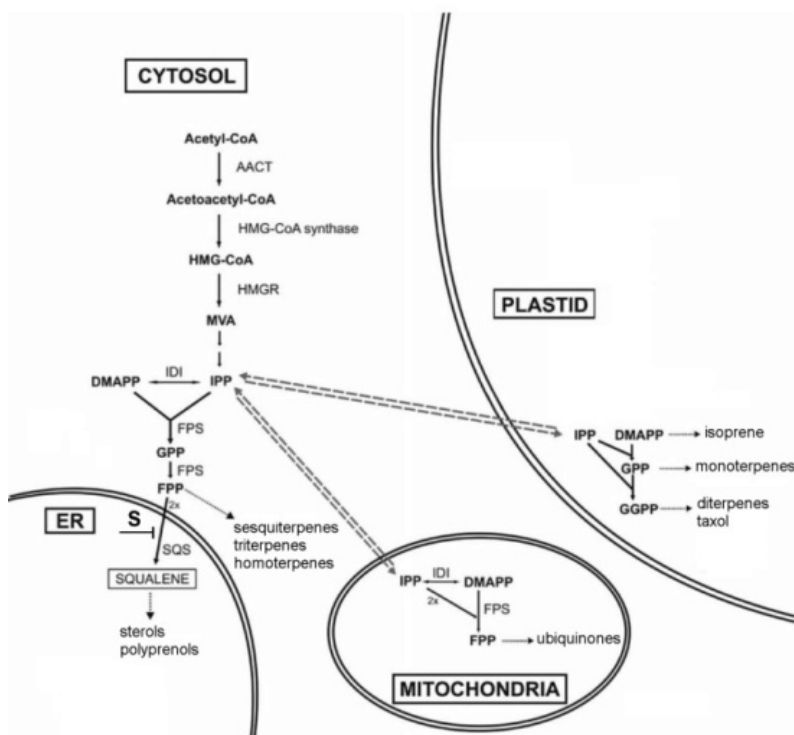 CYTOSOL
Acetyl-CoA
AACT
Acetoacetyl-CoA
HMG-CoA synthase
HMG-CoA
HMGR
MVA
DMAPP
IDI
IPP
FPS
GPP
FPS
FPP
2x
sesquiterpenes
triterpenes
homoterpenes
ER
S
SQS
SQUALENE
sterols
polyprenols
PLASTID
IPP
DMAPP
isoprene
GPP
monoterpenes
GGPP
diterpenes
taxol
IPP
IDI
DMAPP
2x
FPS
FPP
ubiquinones
MITOCHONDRIA